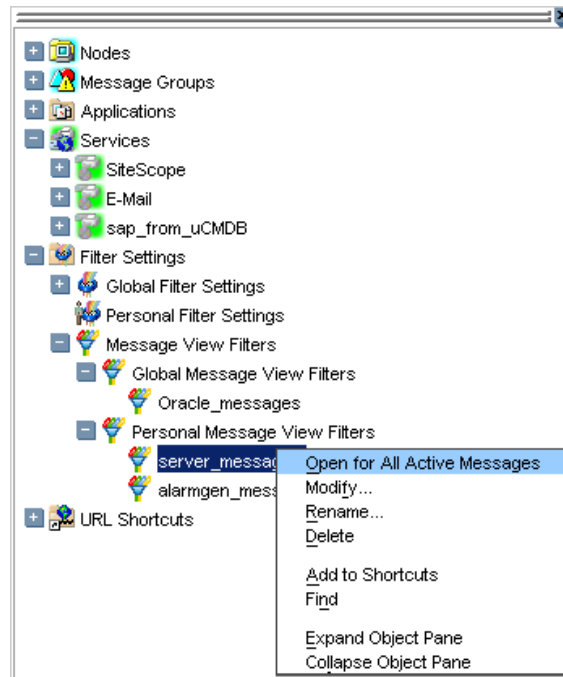 Nodes
Message Groups
Applications
Services
SiteScope
E-Mail
sap_from_uCMDB
Filter Settings
Global Filter Settings
Personal Filter Settings
Message View Filters
Global Message View Filters
Oracle_messages
Personal Message View Filters
server_messag
alarmgen_mess
URL Shortcuts
Open for All Active Messages
Modify...
Rename...
Delete
Add to Shortcuts
Find
Expand Object Pane
Collapse Object Pane